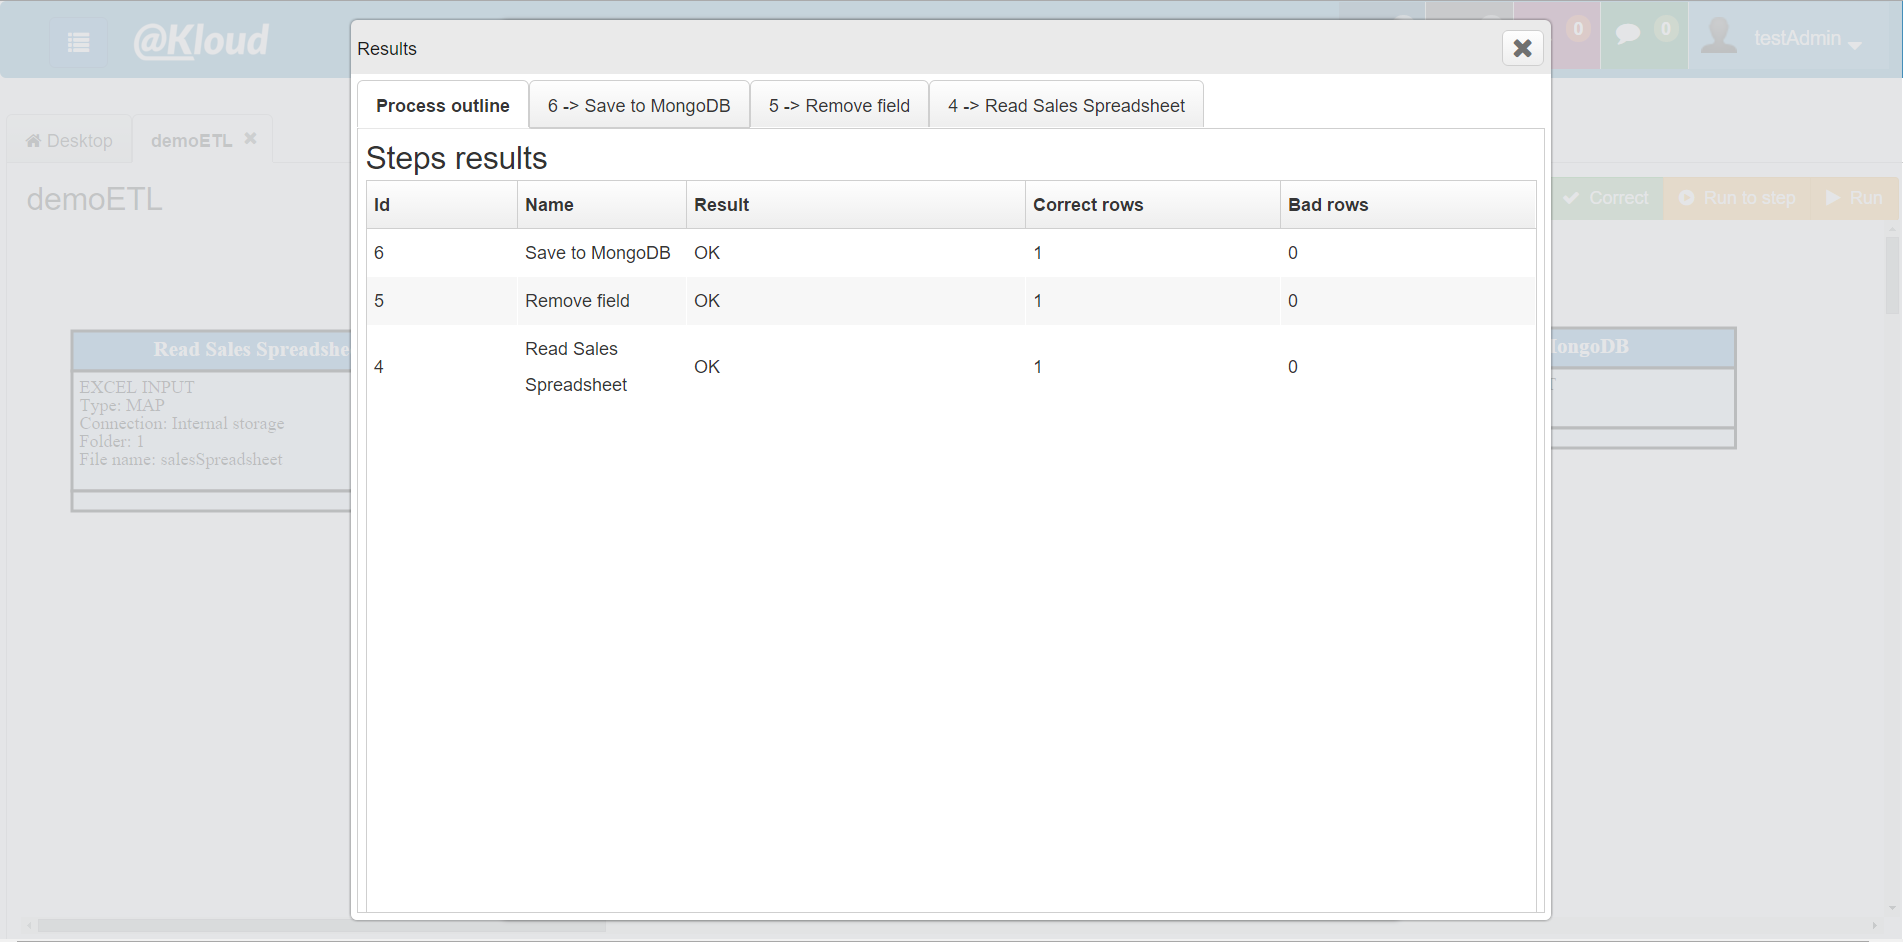 @Kloud
0
0
testAdmin
Results
Process outline
6 -> Save to MongoDB
5 -> Remove field
4 -> Read Sales Spreadsheet
Desktop
demoETL
demoETL
Correct
Run to step
Run
Steps results
Id Name Result Correct rows Bad rows
6 Save to MongoDB OK 1 0
5 Remove field OK 1 0
4 Read Sales Spreadsheet OK 1 0
Read Sales Spreadshe
EXCEL INPUT
Type: MAP
Connection: Internal storage
Folder: 1
File name: salesSpreadsheet
ongoDB